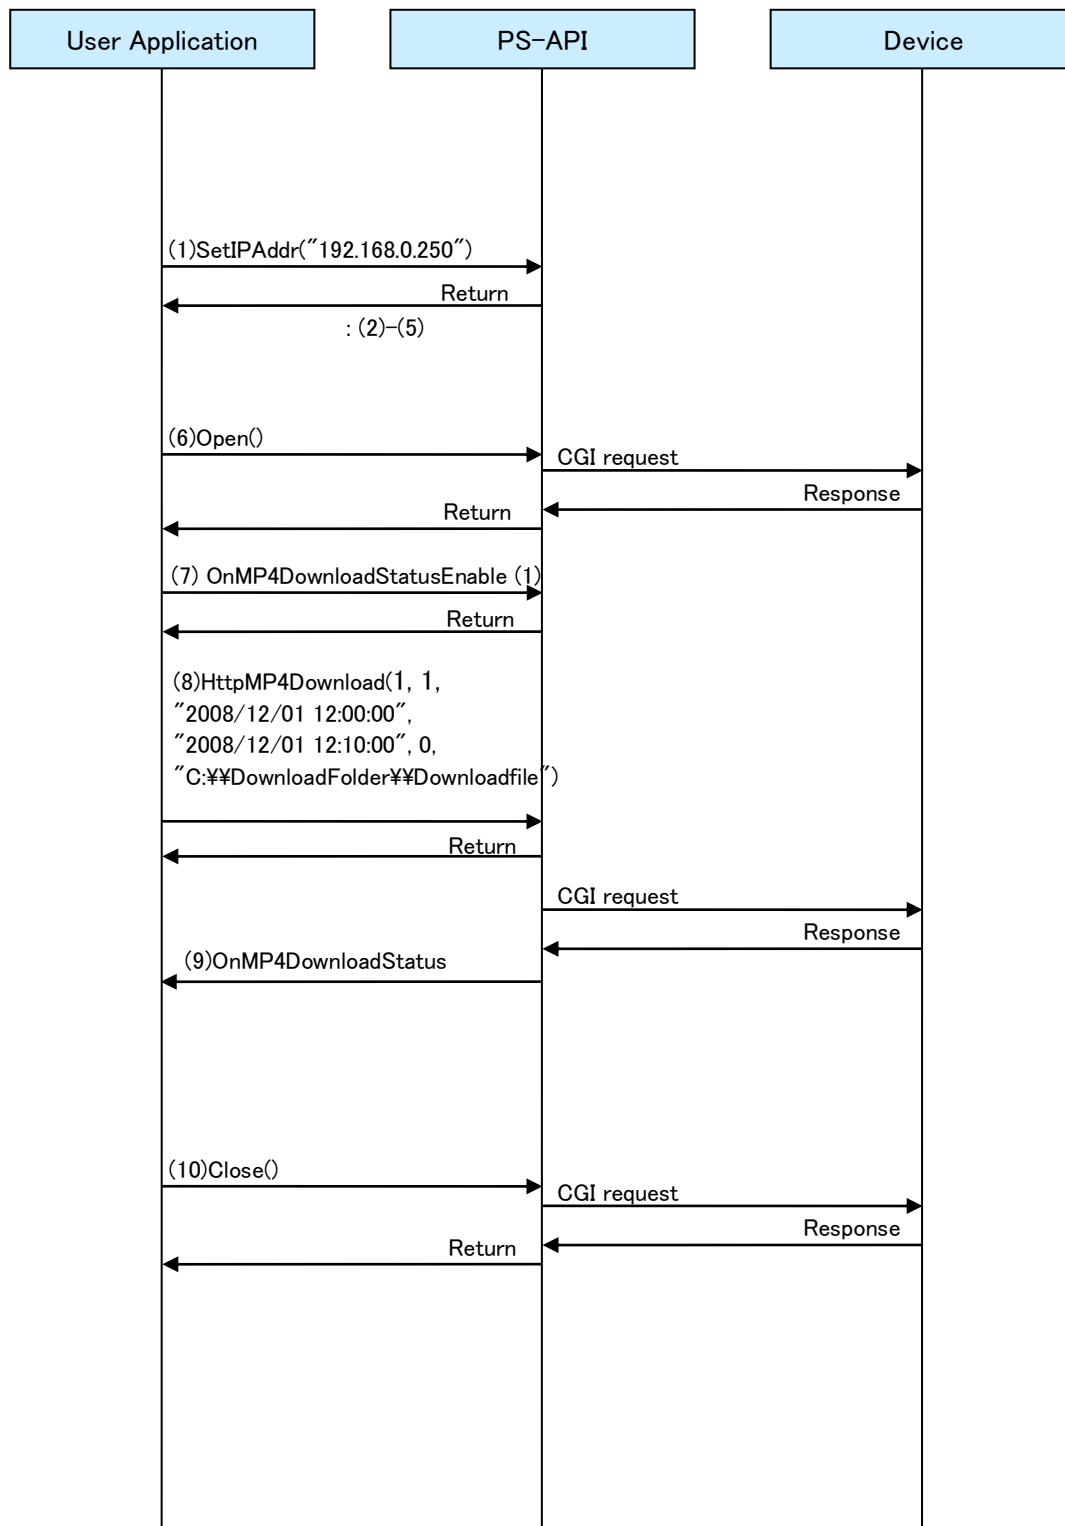 User Application
PS-API
Device
(1)SetIPAddr("192.168.0.250")
Return
: (2)-(5)
(6)Open()
CGI request
Response
Return
(7) OnMP4DownloadStatusEnable (1)
Return
(8)HttpMP4Download(1, 1,
"2008/12/01 12:00:00",
"2008/12/01 12:10:00", 0,
"C:¥¥DownloadFolder¥¥Downloadfile")
Return
CGI request
Response
(9)OnMP4DownloadStatus
(10)Close()
CGI request
Response
Return